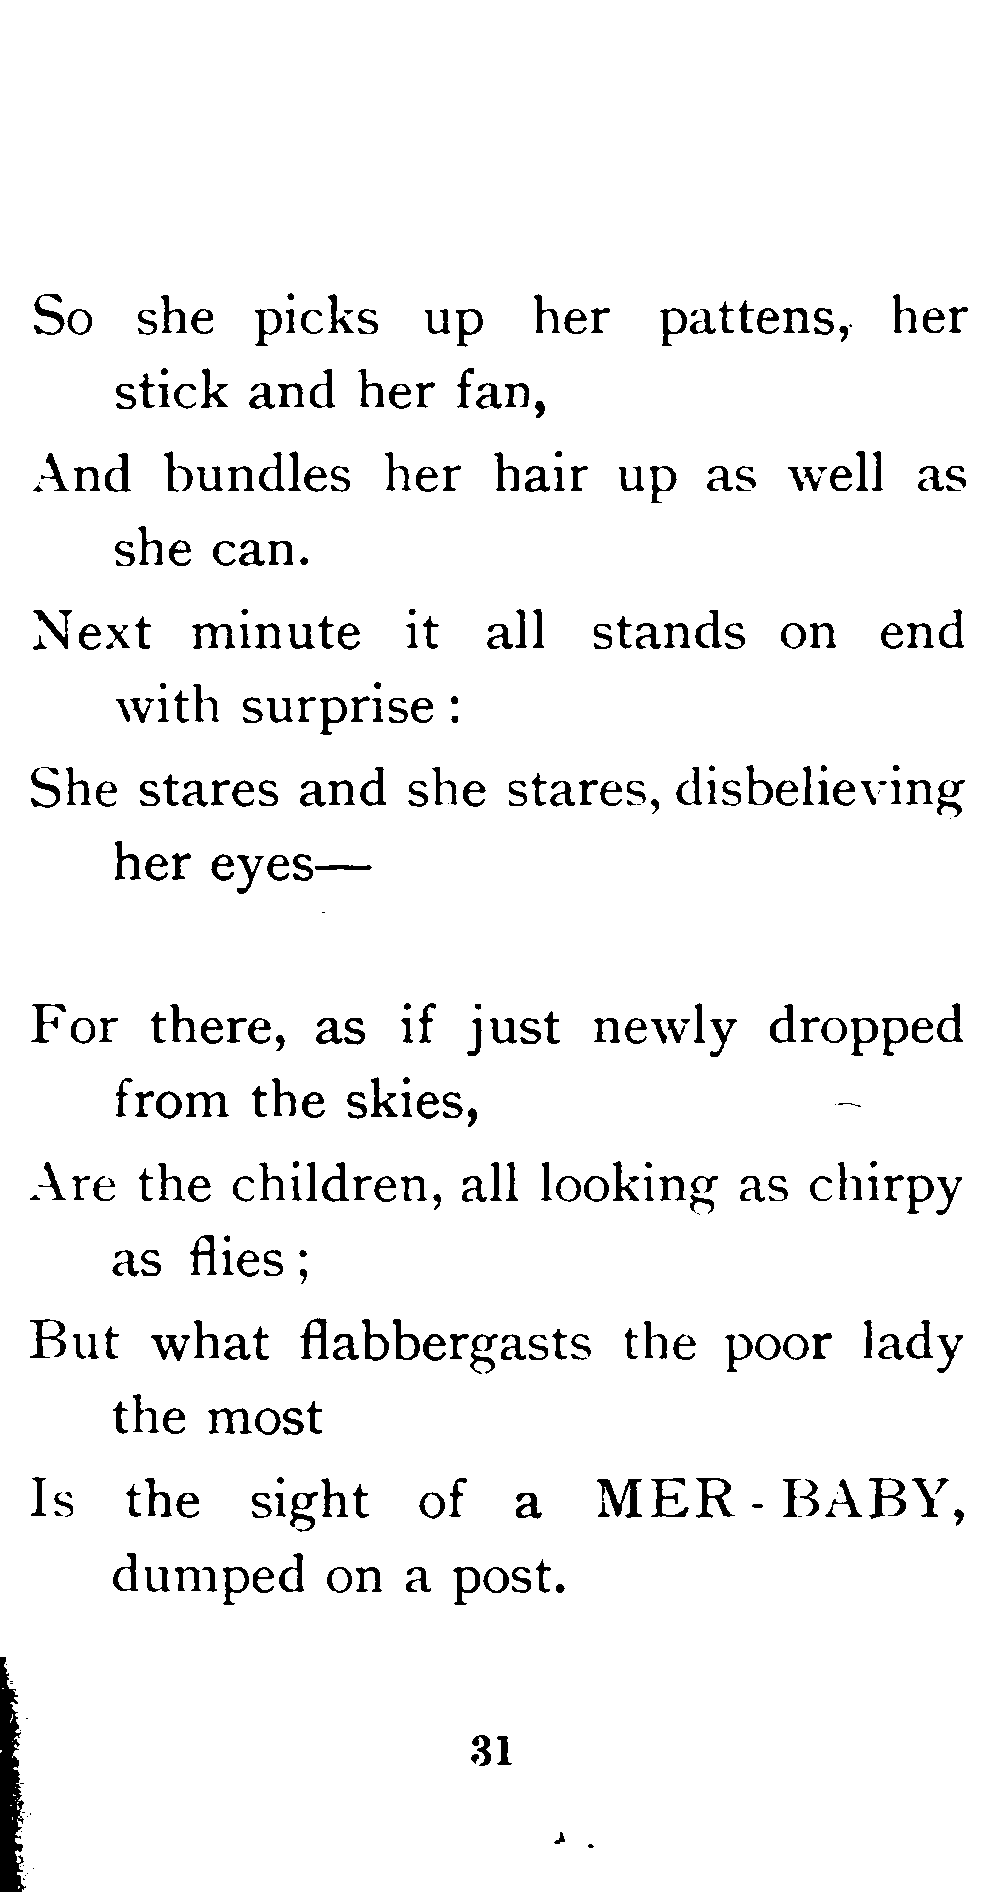 So she picks up her pattens, her
stick and her fan,
And bundles her hair up as well as
she can.
Next minute it all stands on end
with surprise :
She stares and she stares, disbelieving
her eyes—
For there, as if just newly dropped
from the skies,
Are the children, all looking as chirpy
as flies ;
But what flabbergasts the poor lady
the most
Is the sight of a MER-BABY,
dumped on a post.
31